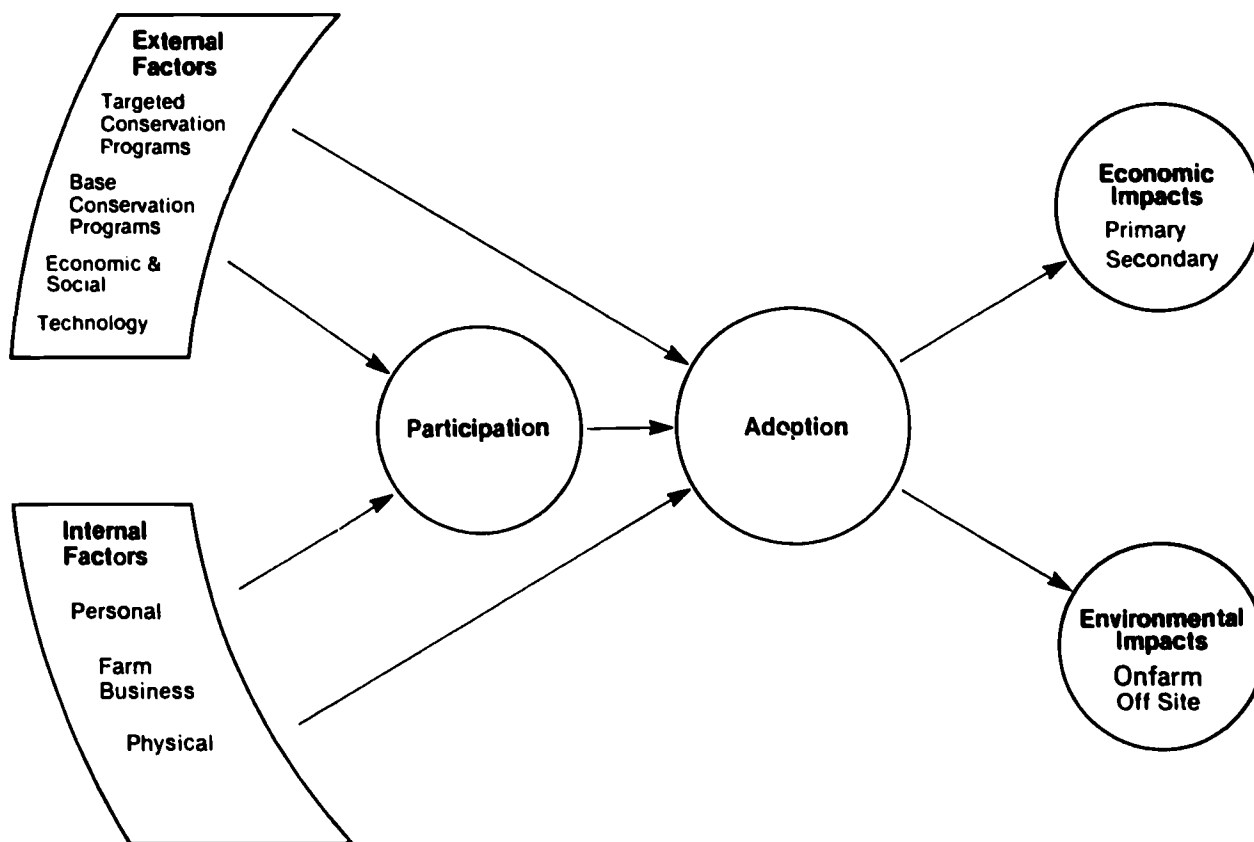 External
Factors
Targeted
Conservation
Programs
Base
Conservation
Programs
Economic &
Social
Technology
Internal
Factors
Personal
Farm
Business
Physical
Participation
Adoption
Economic
Impacts
Primary
Secondary
Environmental
Impacts
Onfarm
Off Site